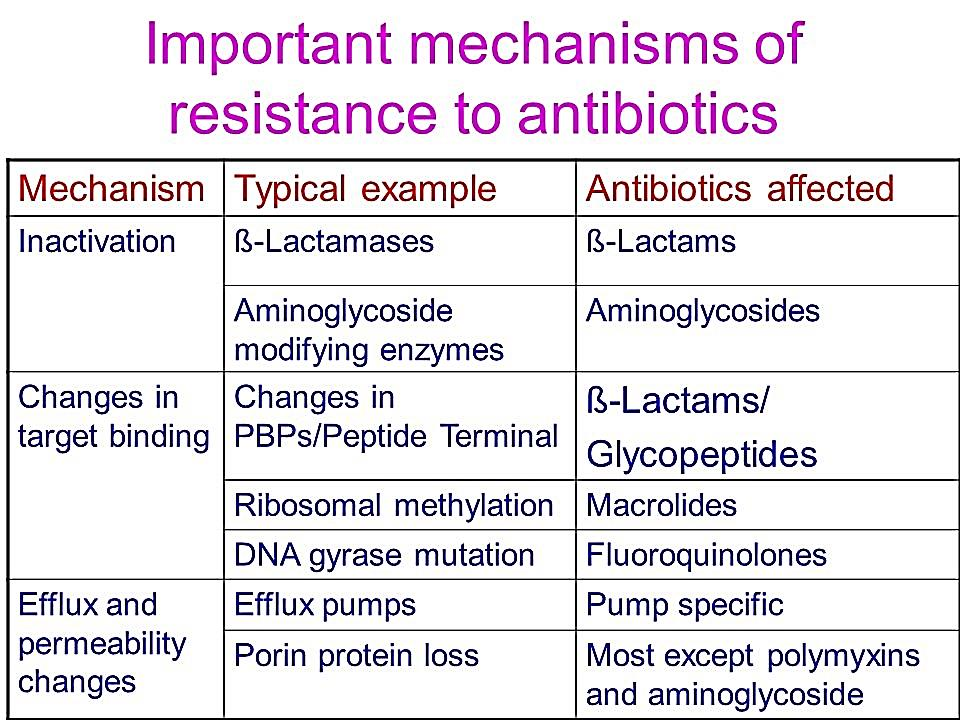 Important mechanisms of
resistance to antibiotics
Mechanism Typical example Antibiotics affected
Inactivation ß-Lactamases ß-Lactams
Aminoglycoside
modifying enzymes
Aminoglycosides
Changes in
target binding
Changes in
PBPs/Peptide Terminal
ß-Lactams/
Glycopeptides
Ribosomal methylation Macrolides
DNA gyrase mutation Fluoroquinolones
Efflux and
permeability
changes
Efflux pumps Pump specific
Porin protein loss
Most except polymyxins
and aminoglycoside